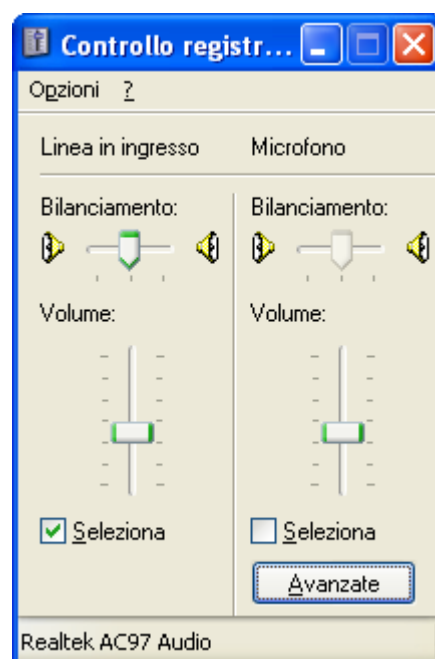 Controllo registr...
Opzioni ?
Linea in ingresso
Microfono
Bilanciamento:
Bilanciamento:
Volume:
Volume:
Seleziona
Seleziona
Avanzate
Realtek AC97 Audio